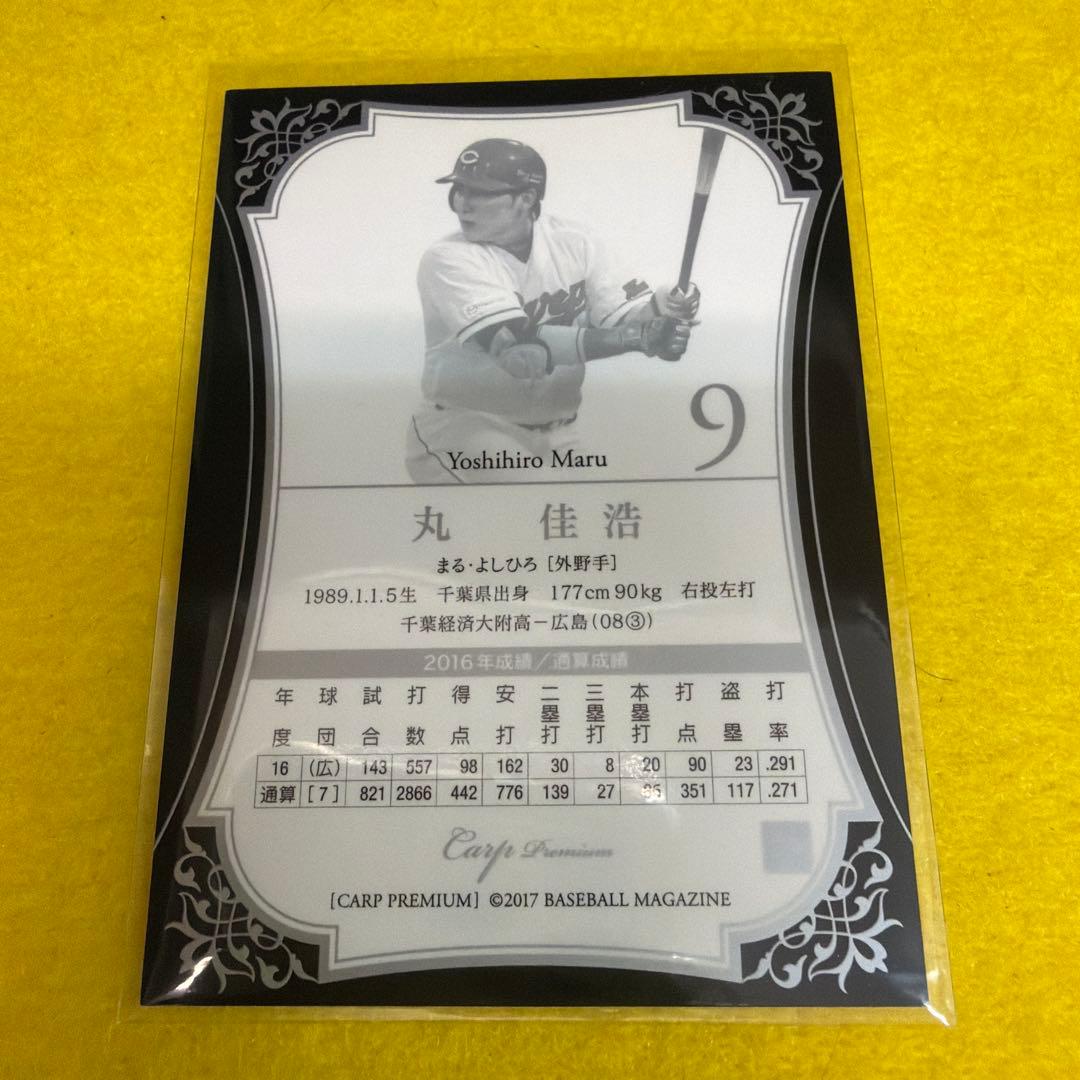 C
Yoshihiro Maru
9
丸 佳浩
まる・よしひろ [外野手]
1989.1.1.5生 千葉県出身 177cm 90kg 右投左打
千葉経済大附高－広島(08③)
2016年成績／通算成績
年度 球団 試合 打数 得点 安打 二塁打 三塁打 本塁打 打点 盗塁 打率
16 (広) 143 557 98 162 30 8 20 90 23 .291
通算 [7] 821 2866 442 776 139 27 351 117 .271
Carp Premium
[CARP PREMIUM] ©2017 BASEBALL MAGAZINE